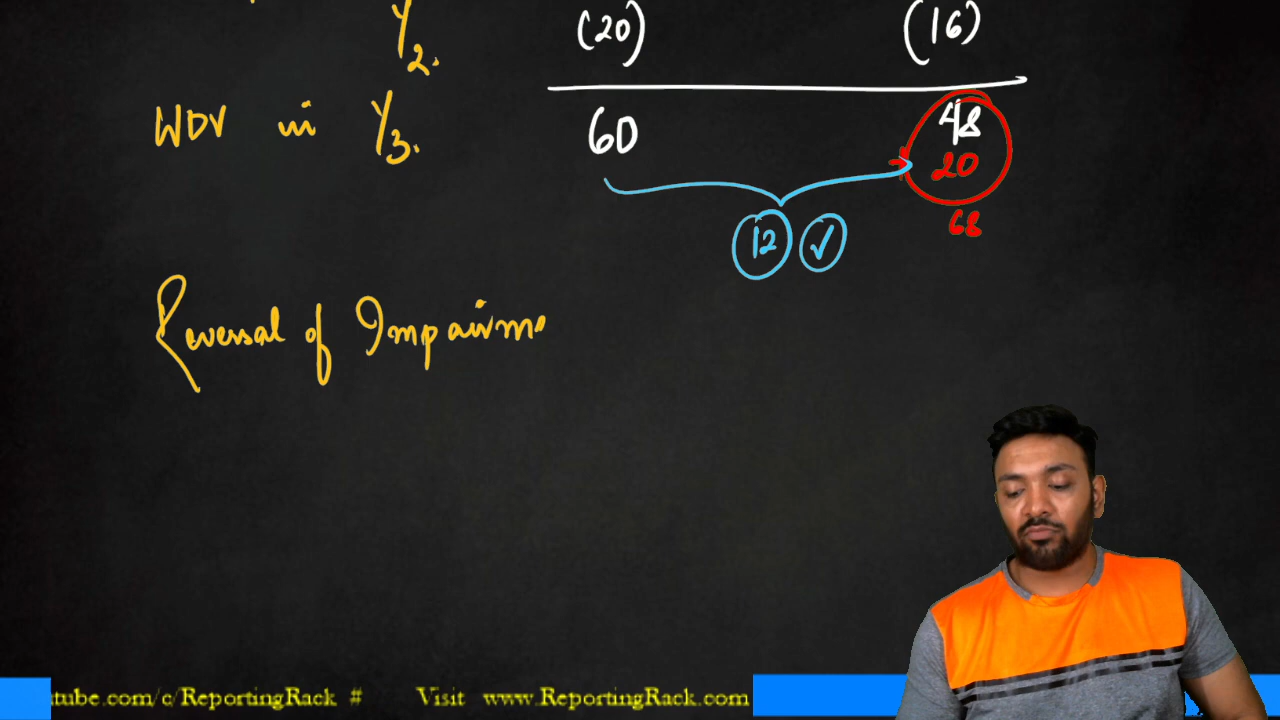 Y2. (20) (16)
WDV in Y3. 60 48
20
12 ✓ 68
Reversal of Impairm
tube.com/c/ReportingRack # Visit www.ReportingRack.com